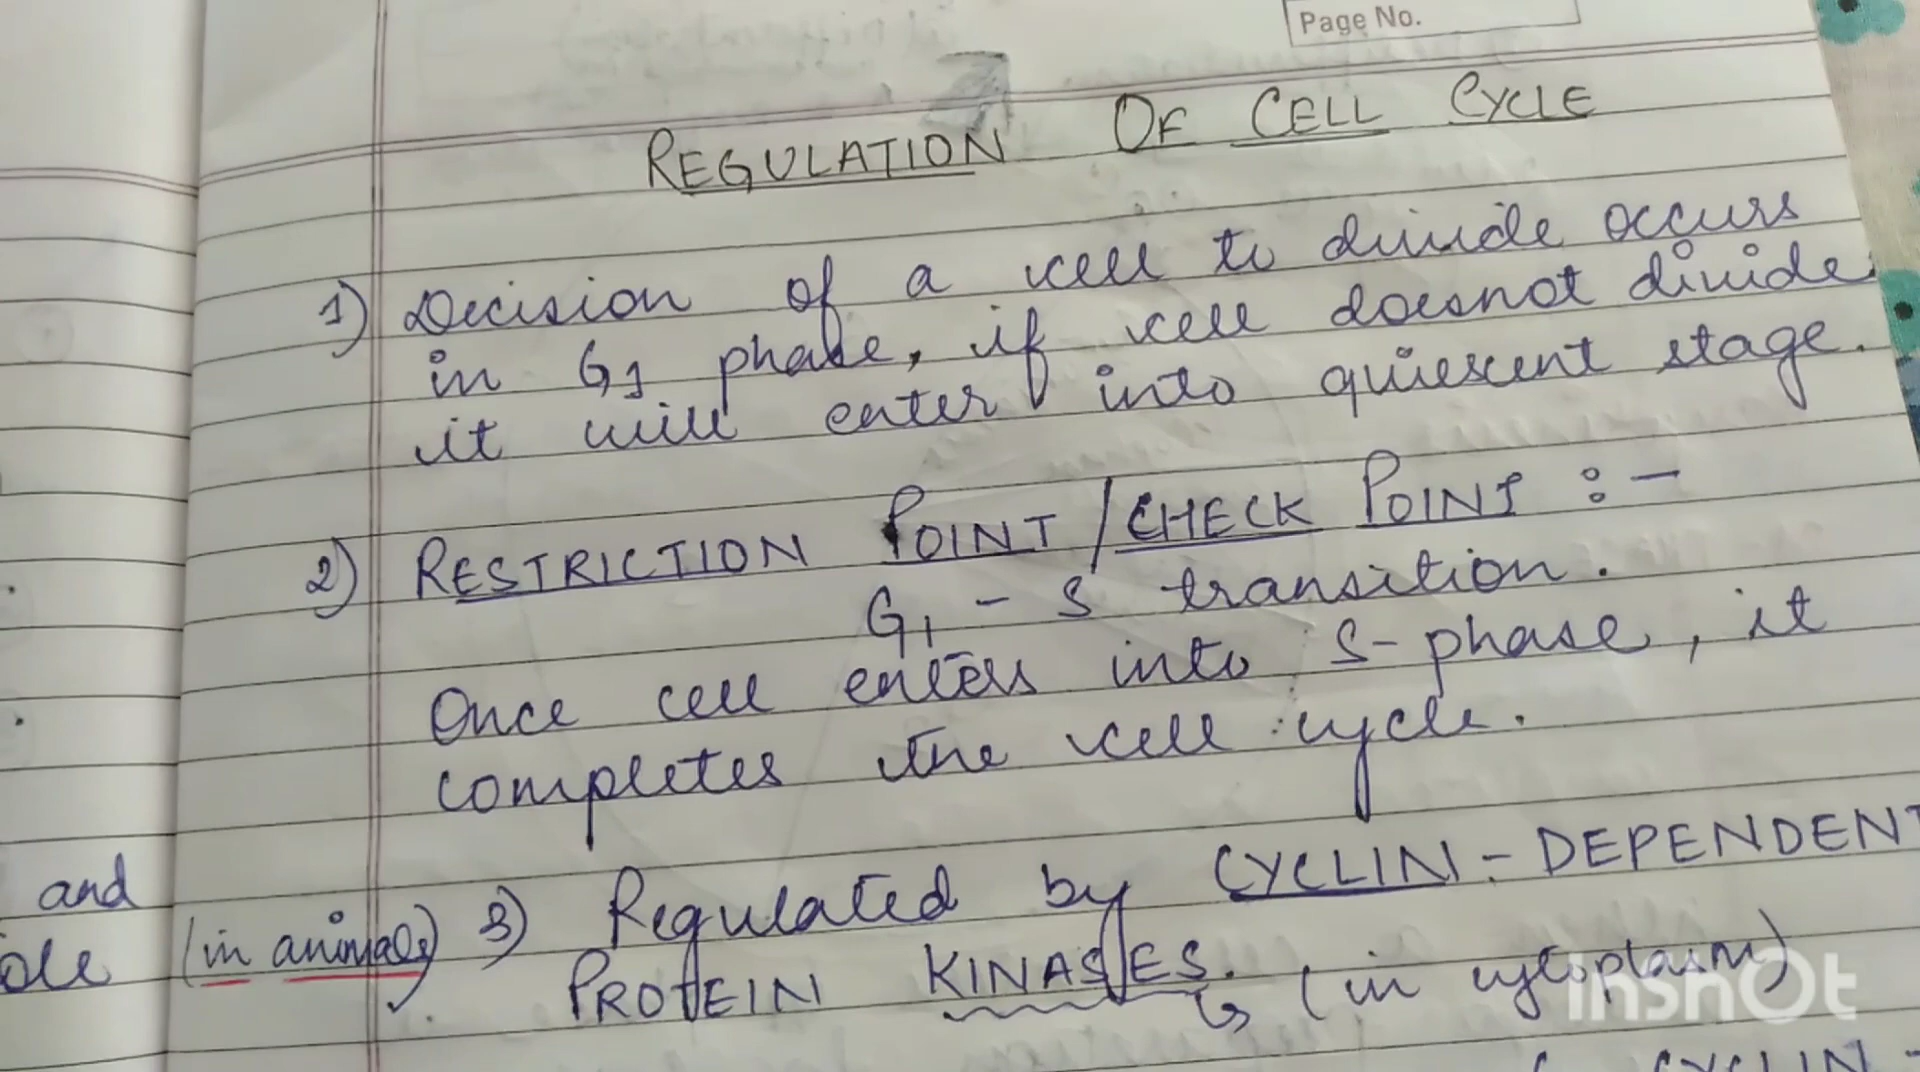 Page No.
REGULATION OF CELL CYCLE
1) Decision of a cell to divide occurs
in G1 phase, if cell doesnot divide
it will enter into quiescent stage.
2) RESTRICTION POINT / CHECK POINT :-
G1 - S transition.
Once cell enters into S-phase, it
completes the cell cycle.
and
3) Regulated by CYCLIN - DEPENDENT
ole (in animals)
PROTEIN KINASES. (in cytoplasm)
CYCLIN -
InShOt